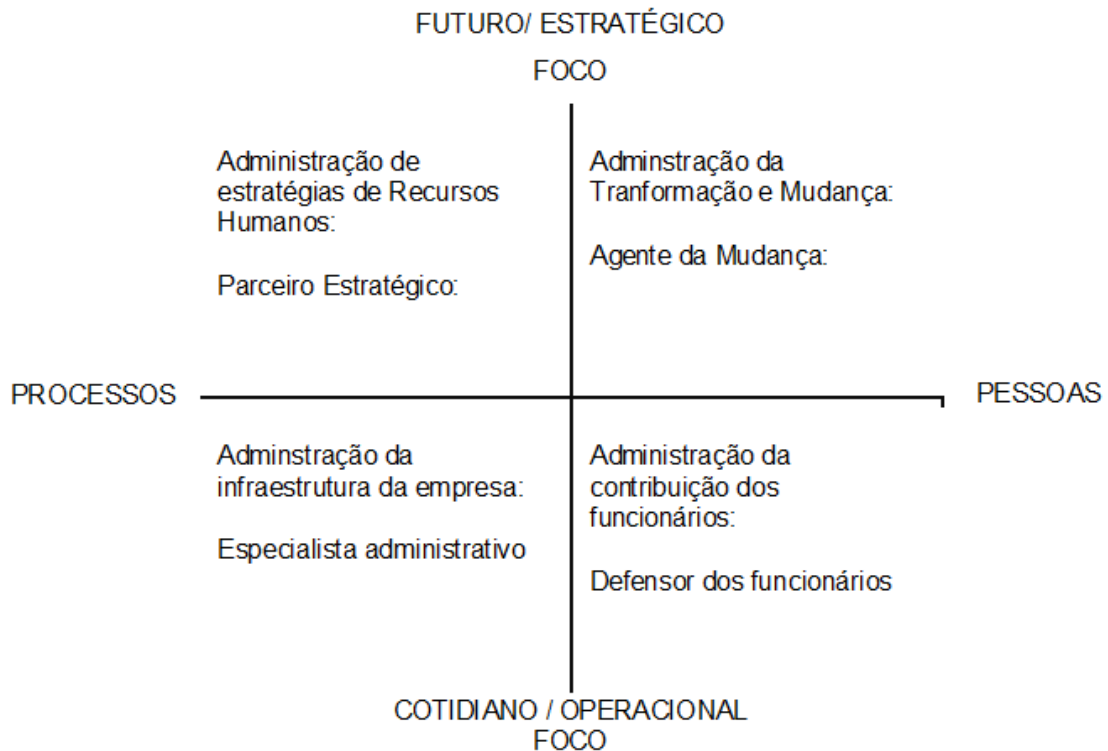 FUTURO/ ESTRATÉGICO
FOCO
Administração de
estratégias de Recursos
Humanos:
Parceiro Estratégico:
Adminstração da
Tranformação e Mudança:
Agente da Mudança:
PROCESSOS
PESSOAS
Adminstração da
infraestrutura da empresa:
Especialista administrativo
Administração da
contribuição dos
funcionários:
Defensor dos funcionários
COTIDIANO / OPERACIONAL
FOCO